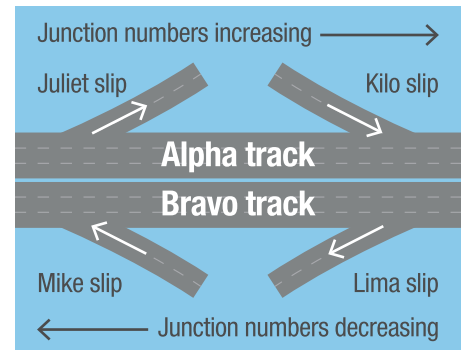 Junction numbers increasing
Juliet slip
Kilo slip
Alpha track
Bravo track
Mike slip
Lima slip
Junction numbers decreasing